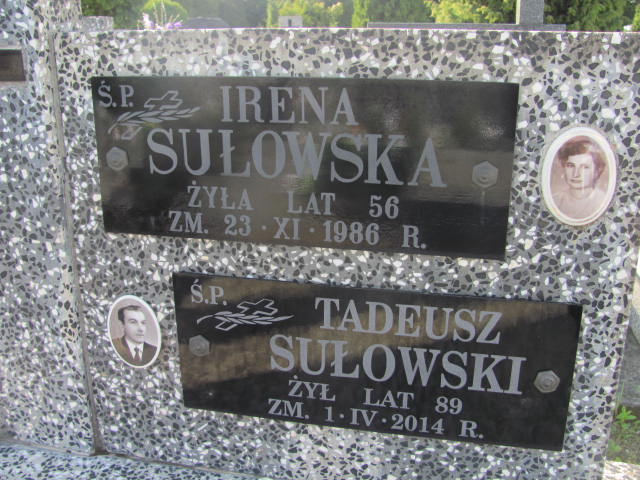 Ś.P. IRENA
SUŁOWSKA
ŻYŁA LAT 56
ZM. 23·XI·1986 R.
Ś.P. TADEUSZ
SUŁOWSKI
ŻYŁ LAT 89
ZM. 1·IV·2014 R.